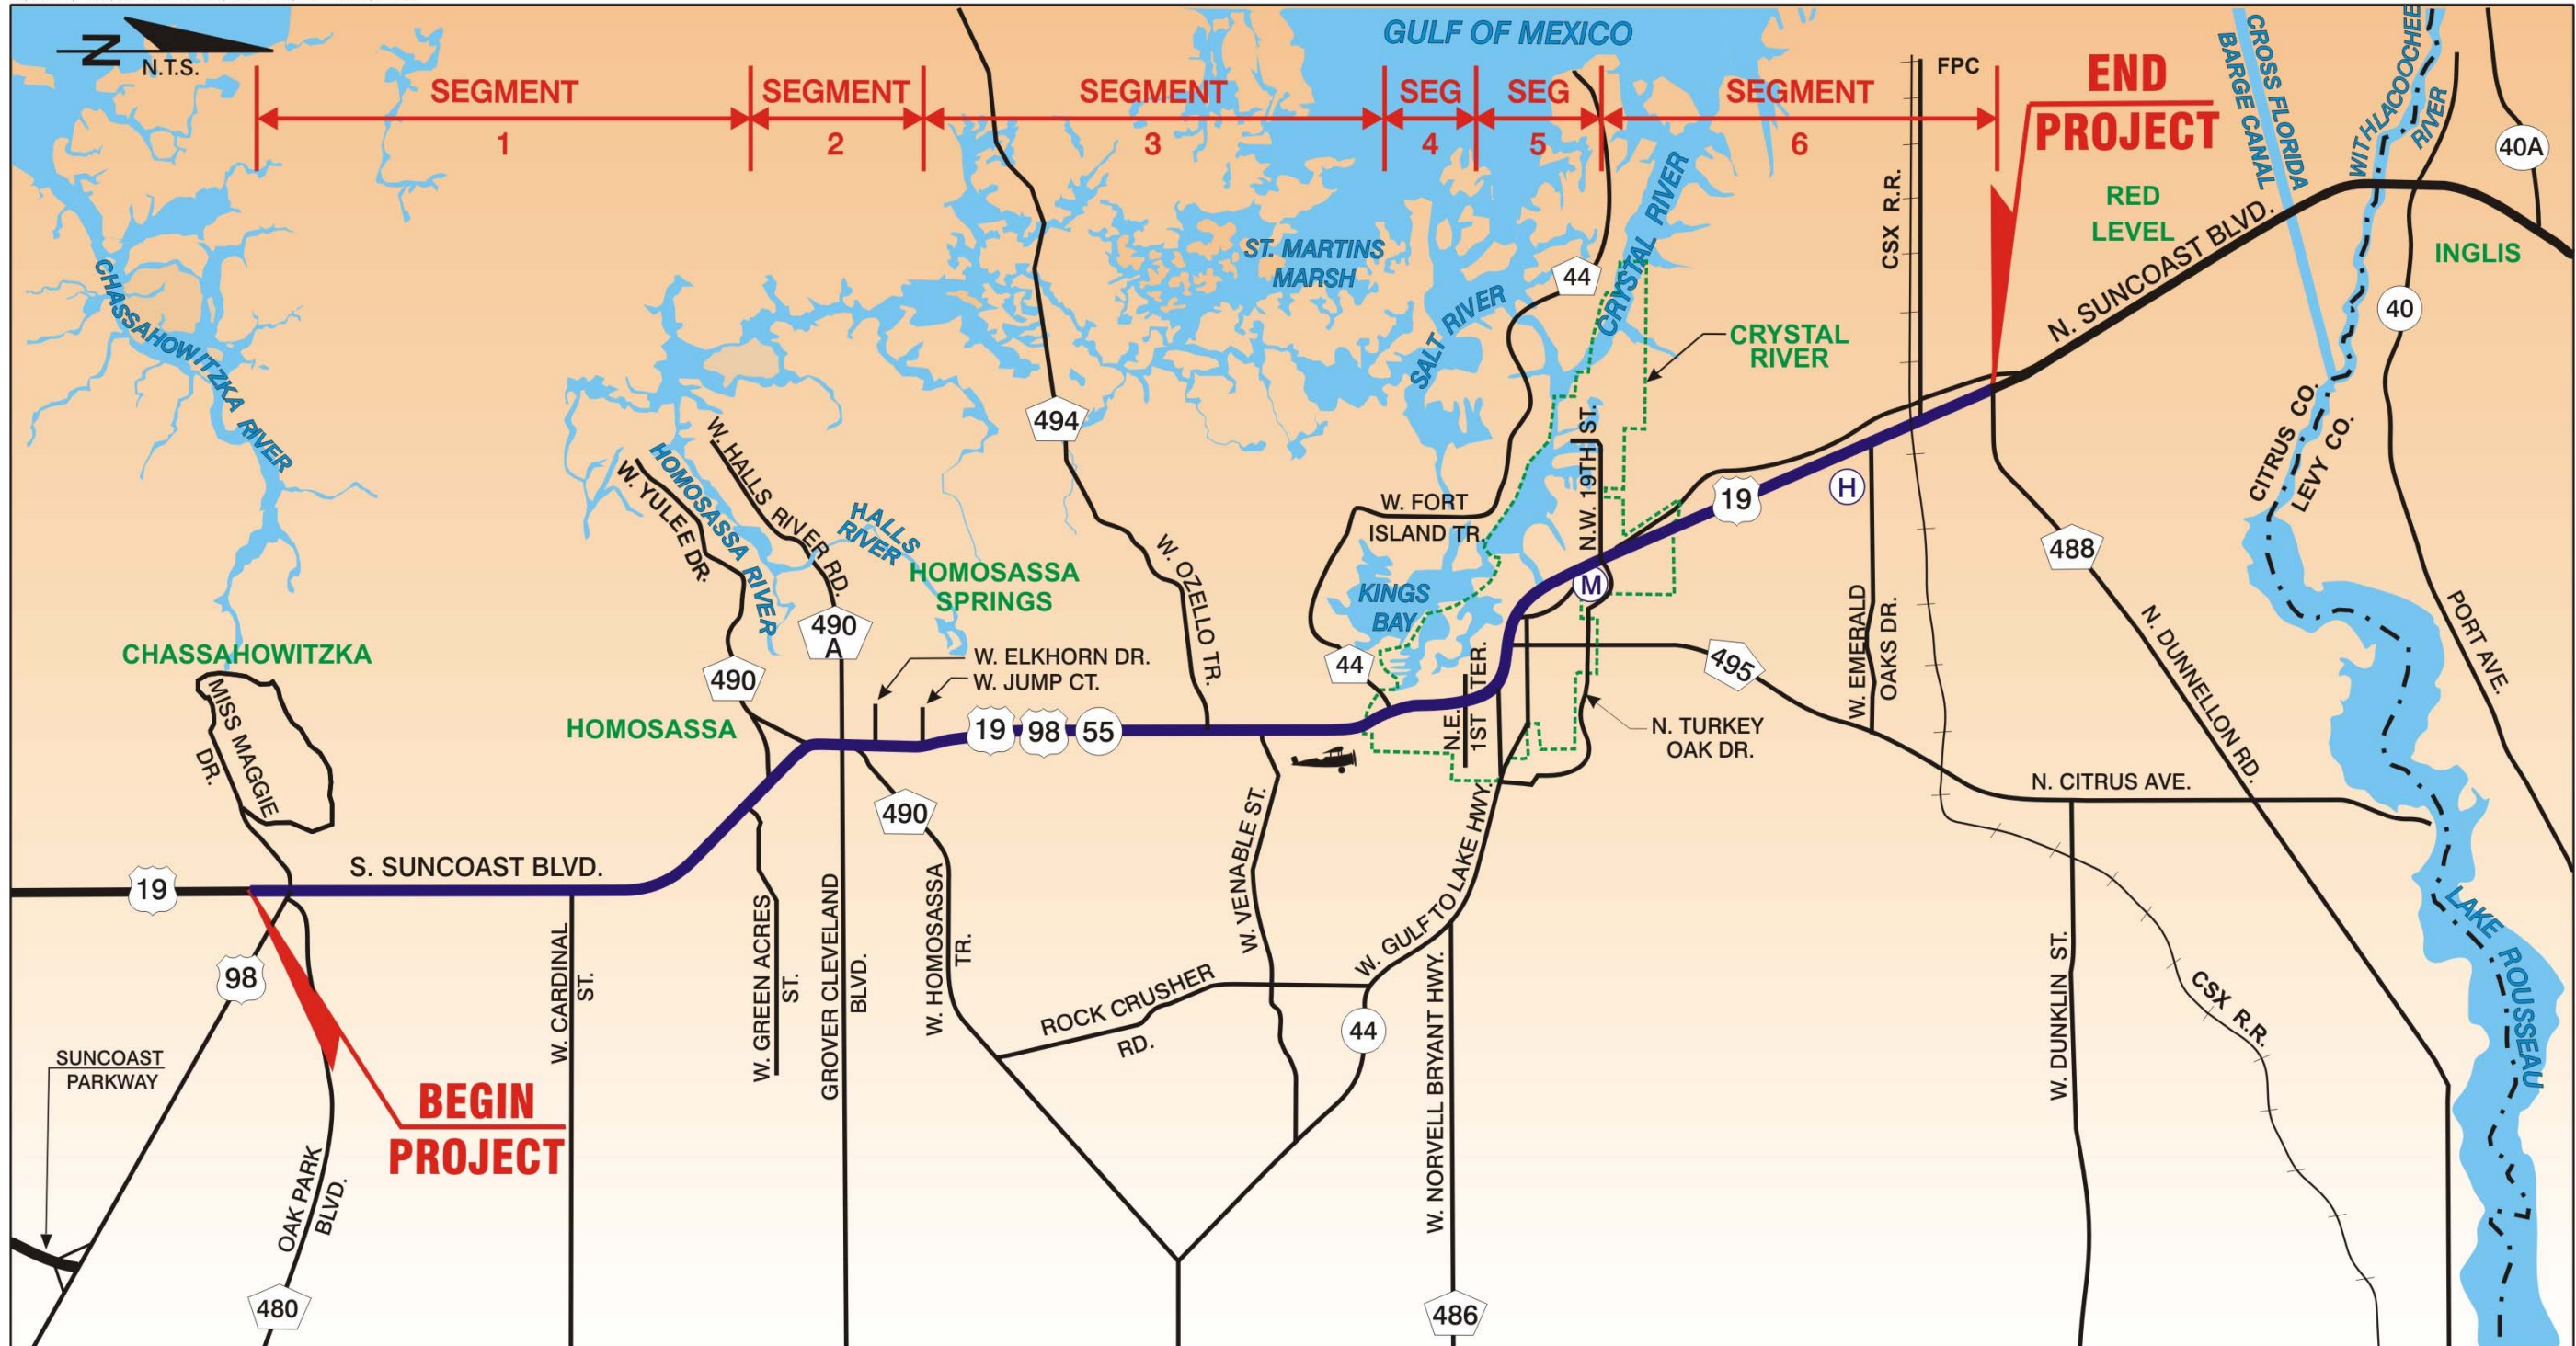 N
N.T.S.
GULF OF MEXICO
SEGMENT
1
SEGMENT
2
SEGMENT
3
SEG
4
SEG
5
SEGMENT
6
FPC
CSX R.R.
END
PROJECT
RED
LEVEL
CROSS FLORIDA
BARGE CANAL
WITHLACOOCHEE
RIVER
40A
INGLIS
40
N. SUNCOAST BLVD.
CHASSAHOWITZKA RIVER
ST. MARTINS
MARSH
SALT RIVER
CRYSTAL RIVER
44
CRYSTAL
RIVER
494
W. HALLS RIVER RD.
HOMOSASSA RIVER
W. YULE DR.
HALLS
RIVER
HOMOSASSA
SPRINGS
W. OZELLO TR.
W. FORT
ISLAND TR.
N.W. 19TH ST.
19
H
M
KINGS
BAY
44
CITRUS CO.
LEVY CO.
488
N. DUNNELLON RD.
PORT AVE.
CHASSAHOWITZKA
MISS MAGGIE
DR.
490
490
A
W. ELKHORN DR.
W. JUMP CT.
HOMOSASSA
19
98
55
N.E.
1ST TER.
495
N. TURKEY
OAK DR.
W. EMERALD
OAKS DR.
N. CITRUS AVE.
490
19
S. SUNCOAST BLVD.
98
SUNCOAST
PARKWAY
BEGIN
PROJECT
OAK PARK
BLVD.
480
W. CARDINAL
ST.
W. GREEN ACRES
ST.
GROVER CLEVELAND
BLVD.
W. HOMOSASSA
TR.
ROCK CRUSHER
RD.
W. VENABLE ST.
W. GULF TO LAKE HWY.
44
W. NORVELL BRYANT HWY.
486
W. DUNKLIN ST.
CSX R.R.
LAKE ROUSSEAU